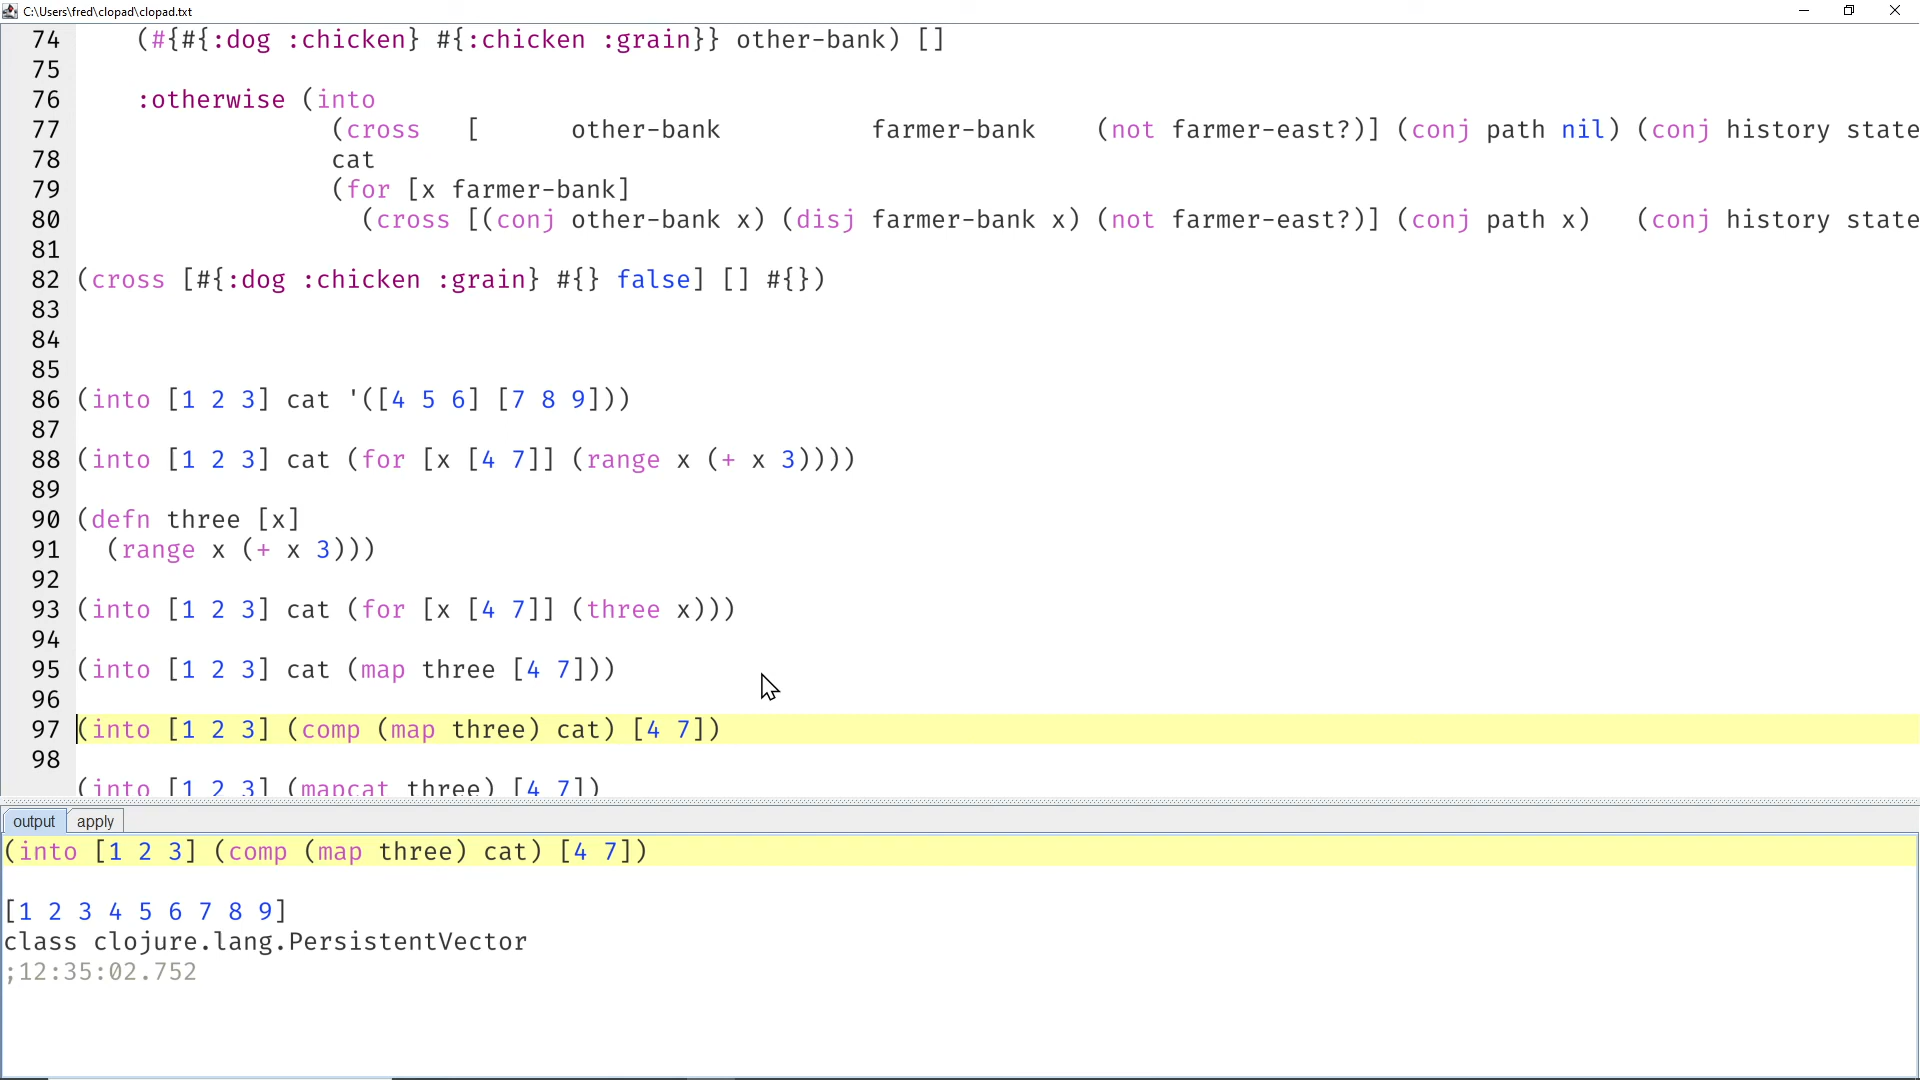 C:\Users\fred\clopad\clopad.txt
74 (#{#{:dog :chicken} #{:chicken :grain}} other-bank) []
75
76 :otherwise (into
77 (cross [ other-bank farmer-bank (not farmer-east?)] (conj path nil) (conj history state
78 cat
79 (for [x farmer-bank]
80 (cross [(conj other-bank x) (disj farmer-bank x) (not farmer-east?)] (conj path x) (conj history state
81
82 (cross [#{:dog :chicken :grain} #{} false] [] #{})
83
84
85
86 (into [1 2 3] cat '([4 5 6] [7 8 9]))
87
88 (into [1 2 3] cat (for [x [4 7]] (range x (+ x 3))))
89
90 (defn three [x]
91 (range x (+ x 3)))
92
93 (into [1 2 3] cat (for [x [4 7]] (three x)))
94
95 (into [1 2 3] cat (map three [4 7]))
96
97 (into [1 2 3] (comp (map three) cat) [4 7])
98
(into [1 2 3] (mapcat three) [4 7])
output apply
(into [1 2 3] (comp (map three) cat) [4 7])
[1 2 3 4 5 6 7 8 9]
class clojure.lang.PersistentVector
;12:35:02.752